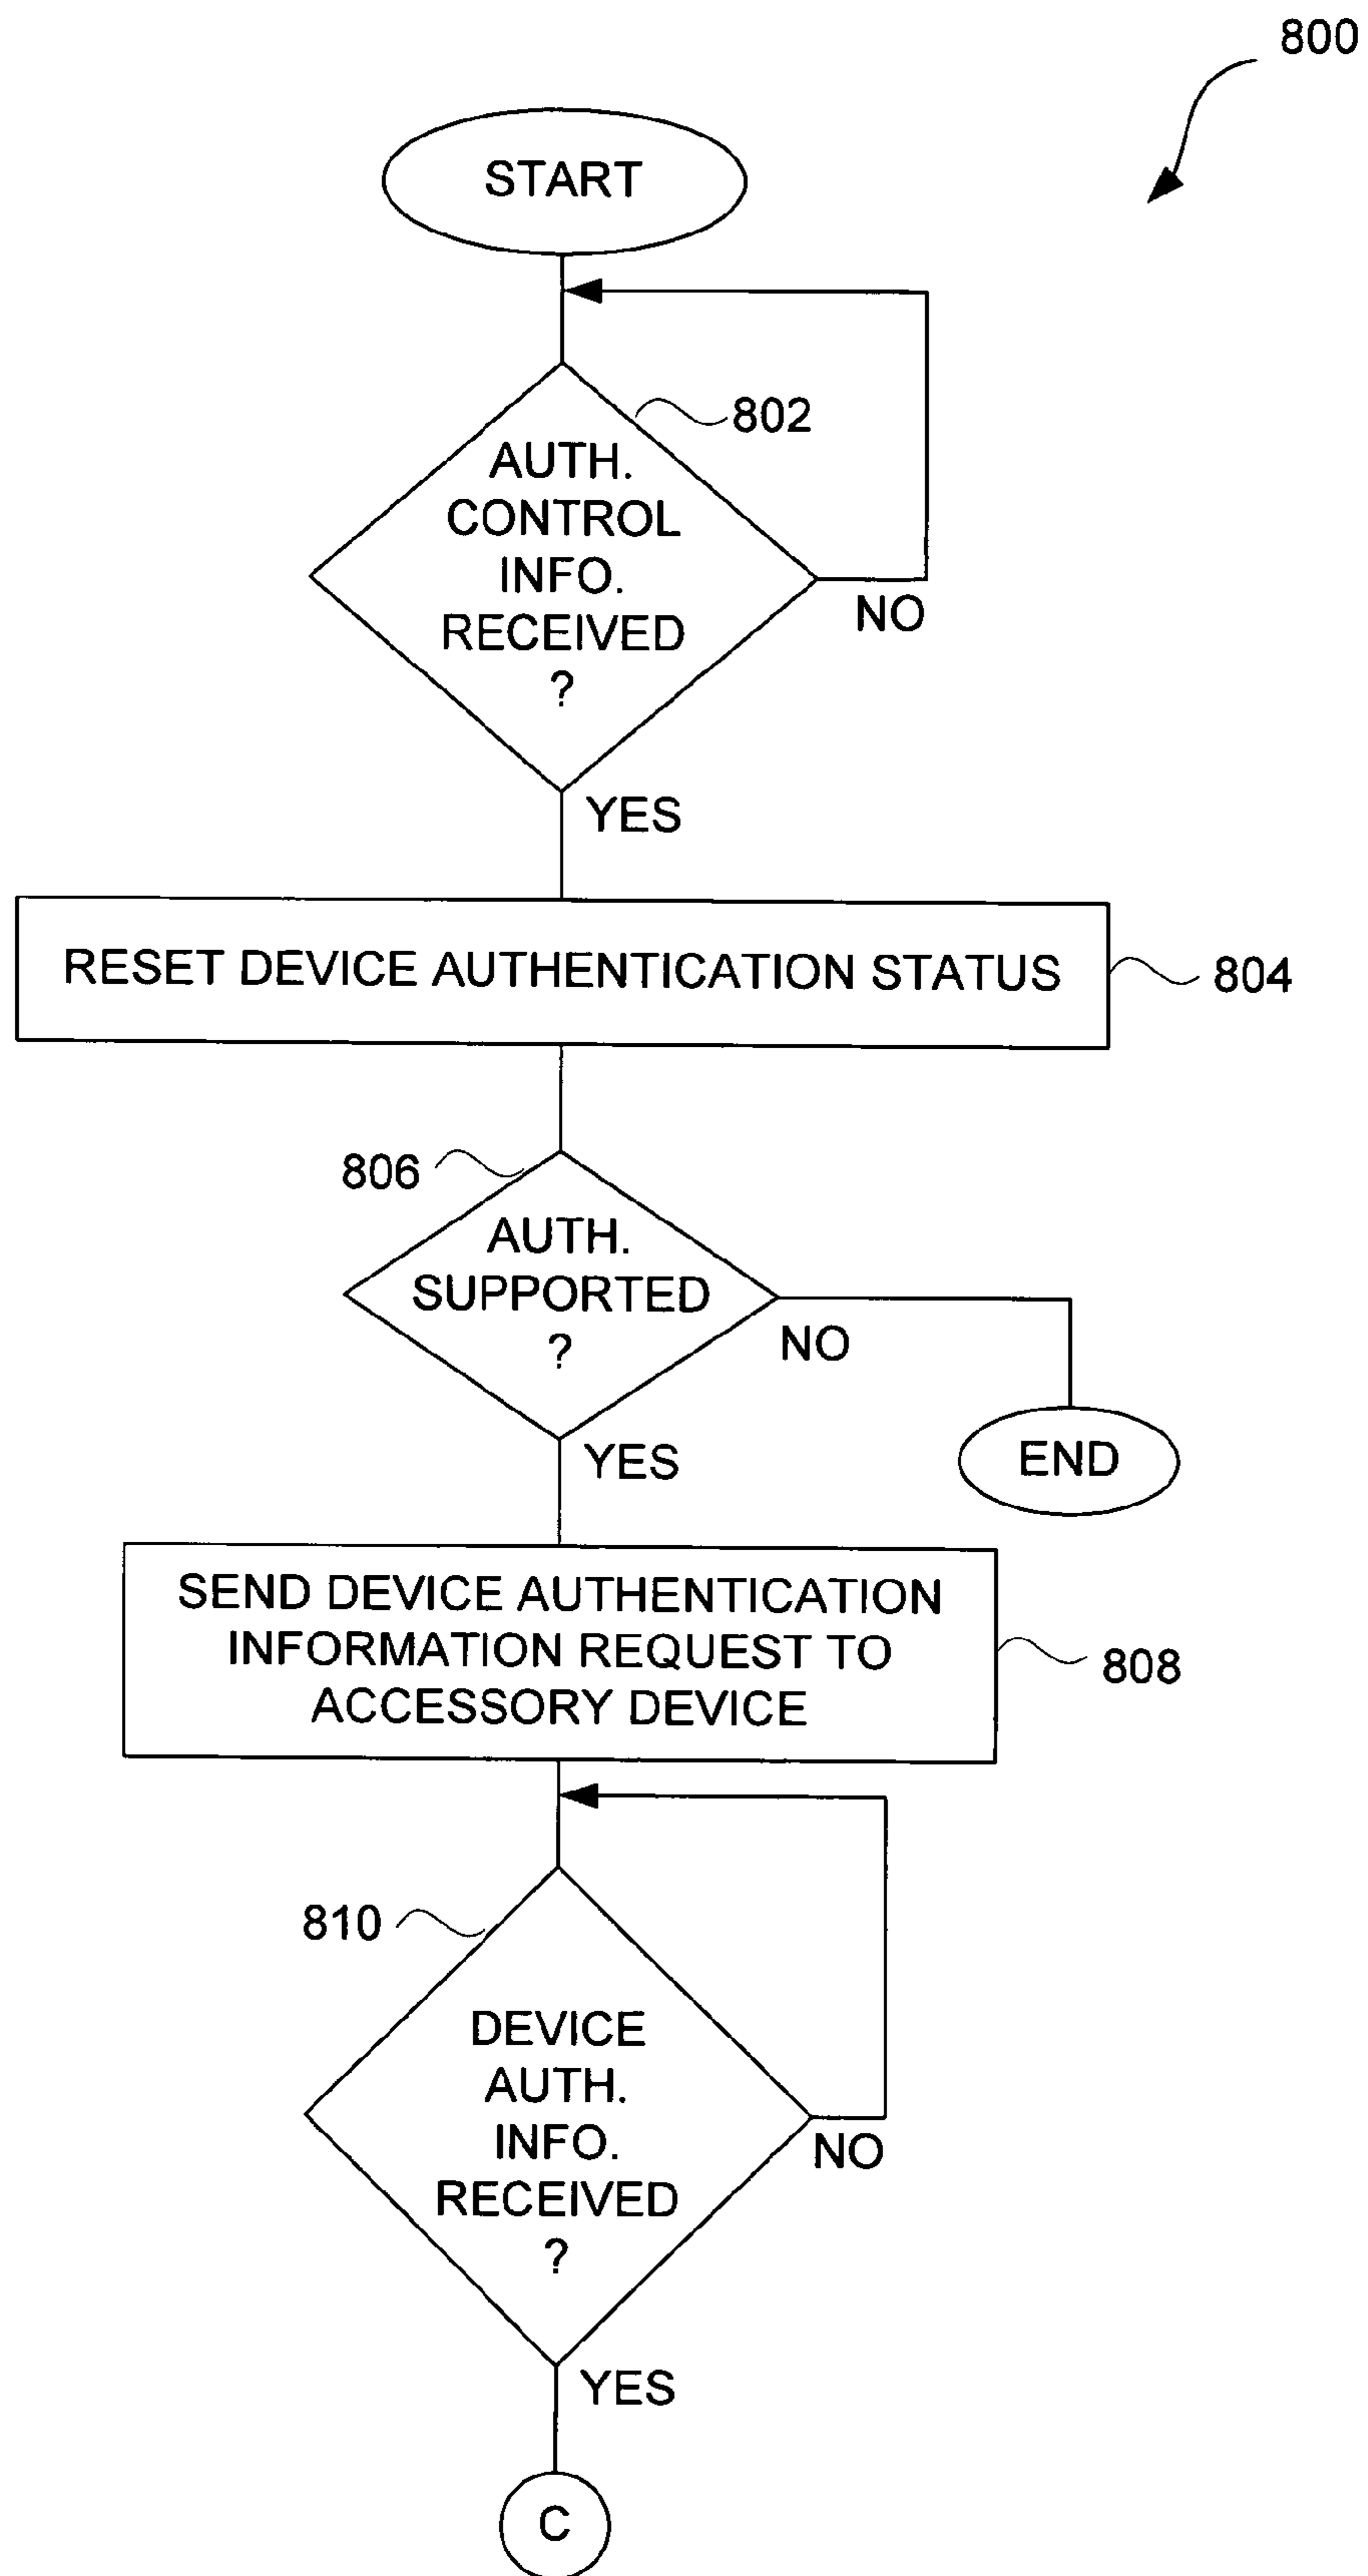 800
START
802
AUTH.
CONTROL
INFO.
RECEIVED
?
NO
YES
RESET DEVICE AUTHENTICATION STATUS
804
806
AUTH.
SUPPORTED
?
NO
YES
END
SEND DEVICE AUTHENTICATION
INFORMATION REQUEST TO
ACCESSORY DEVICE
808
810
DEVICE
AUTH.
INFO.
RECEIVED
?
NO
YES
C